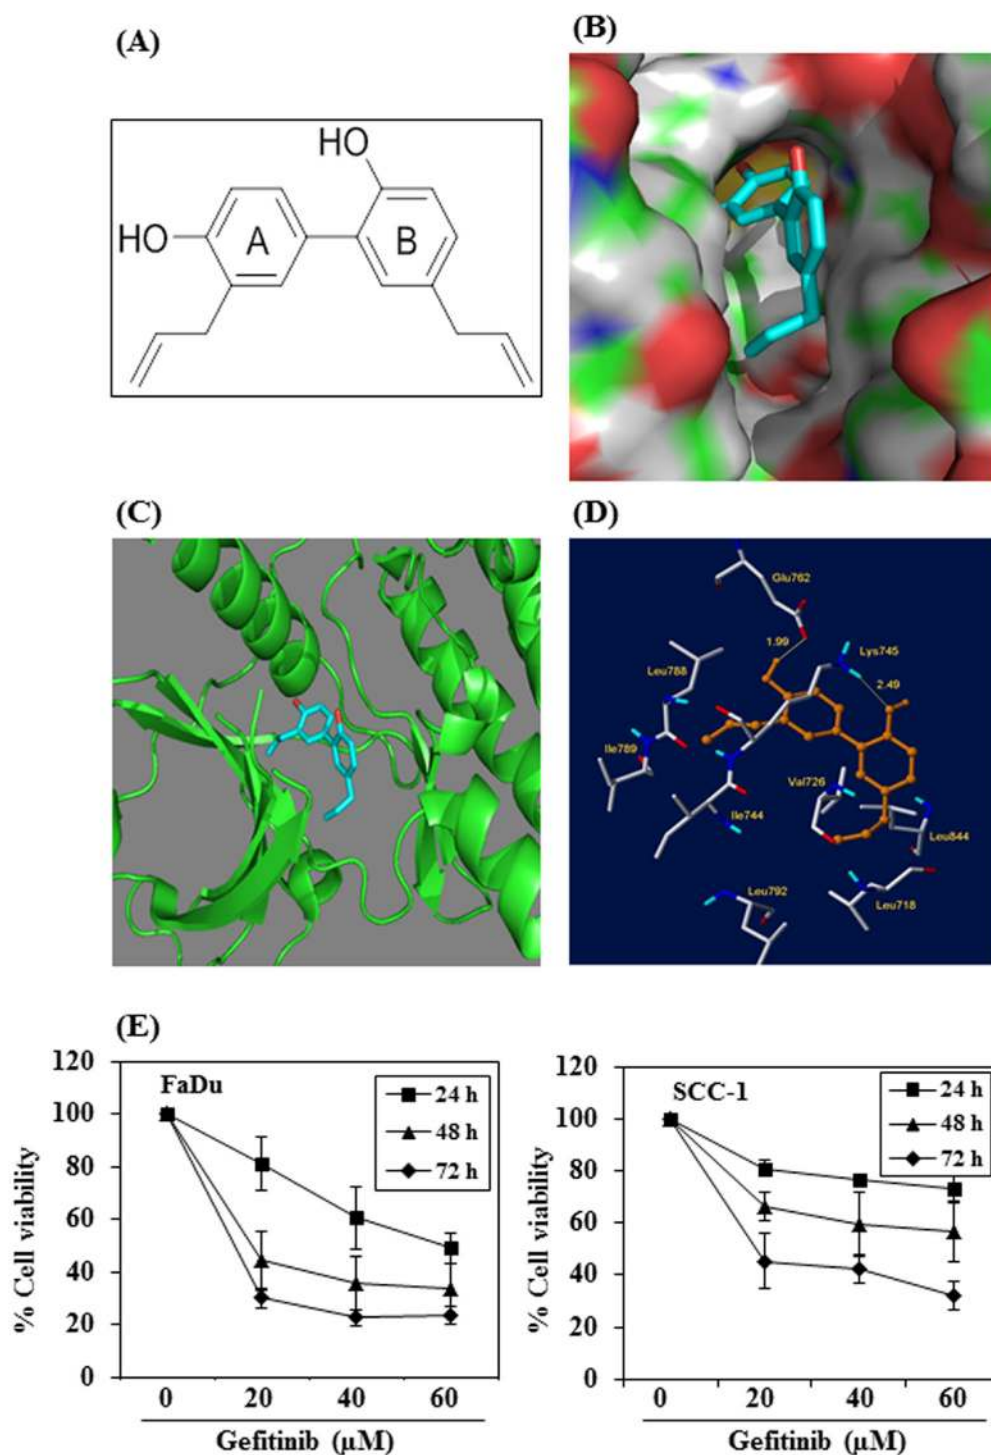 (A)
(B)
HO
HO
A
B
(C)
(D)
Glu762
1.99
Lys745
Leu788
2.49
Ile789
Val726
Ile744
Leu844
Leu792
Leu718
(E)
120
100
80
60
40
20
0
% Cell viability
FaDu
24 h
48 h
72 h
0 20 40 60
Gefitinib (µM)
120
100
80
60
40
20
0
% Cell viability
SCC-1
24 h
48 h
72 h
0 20 40 60
Gefitinib (µM)